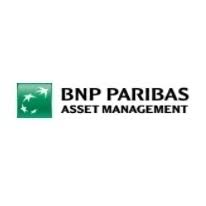 BNP PARIBAS
ASSET MANAGEMENT